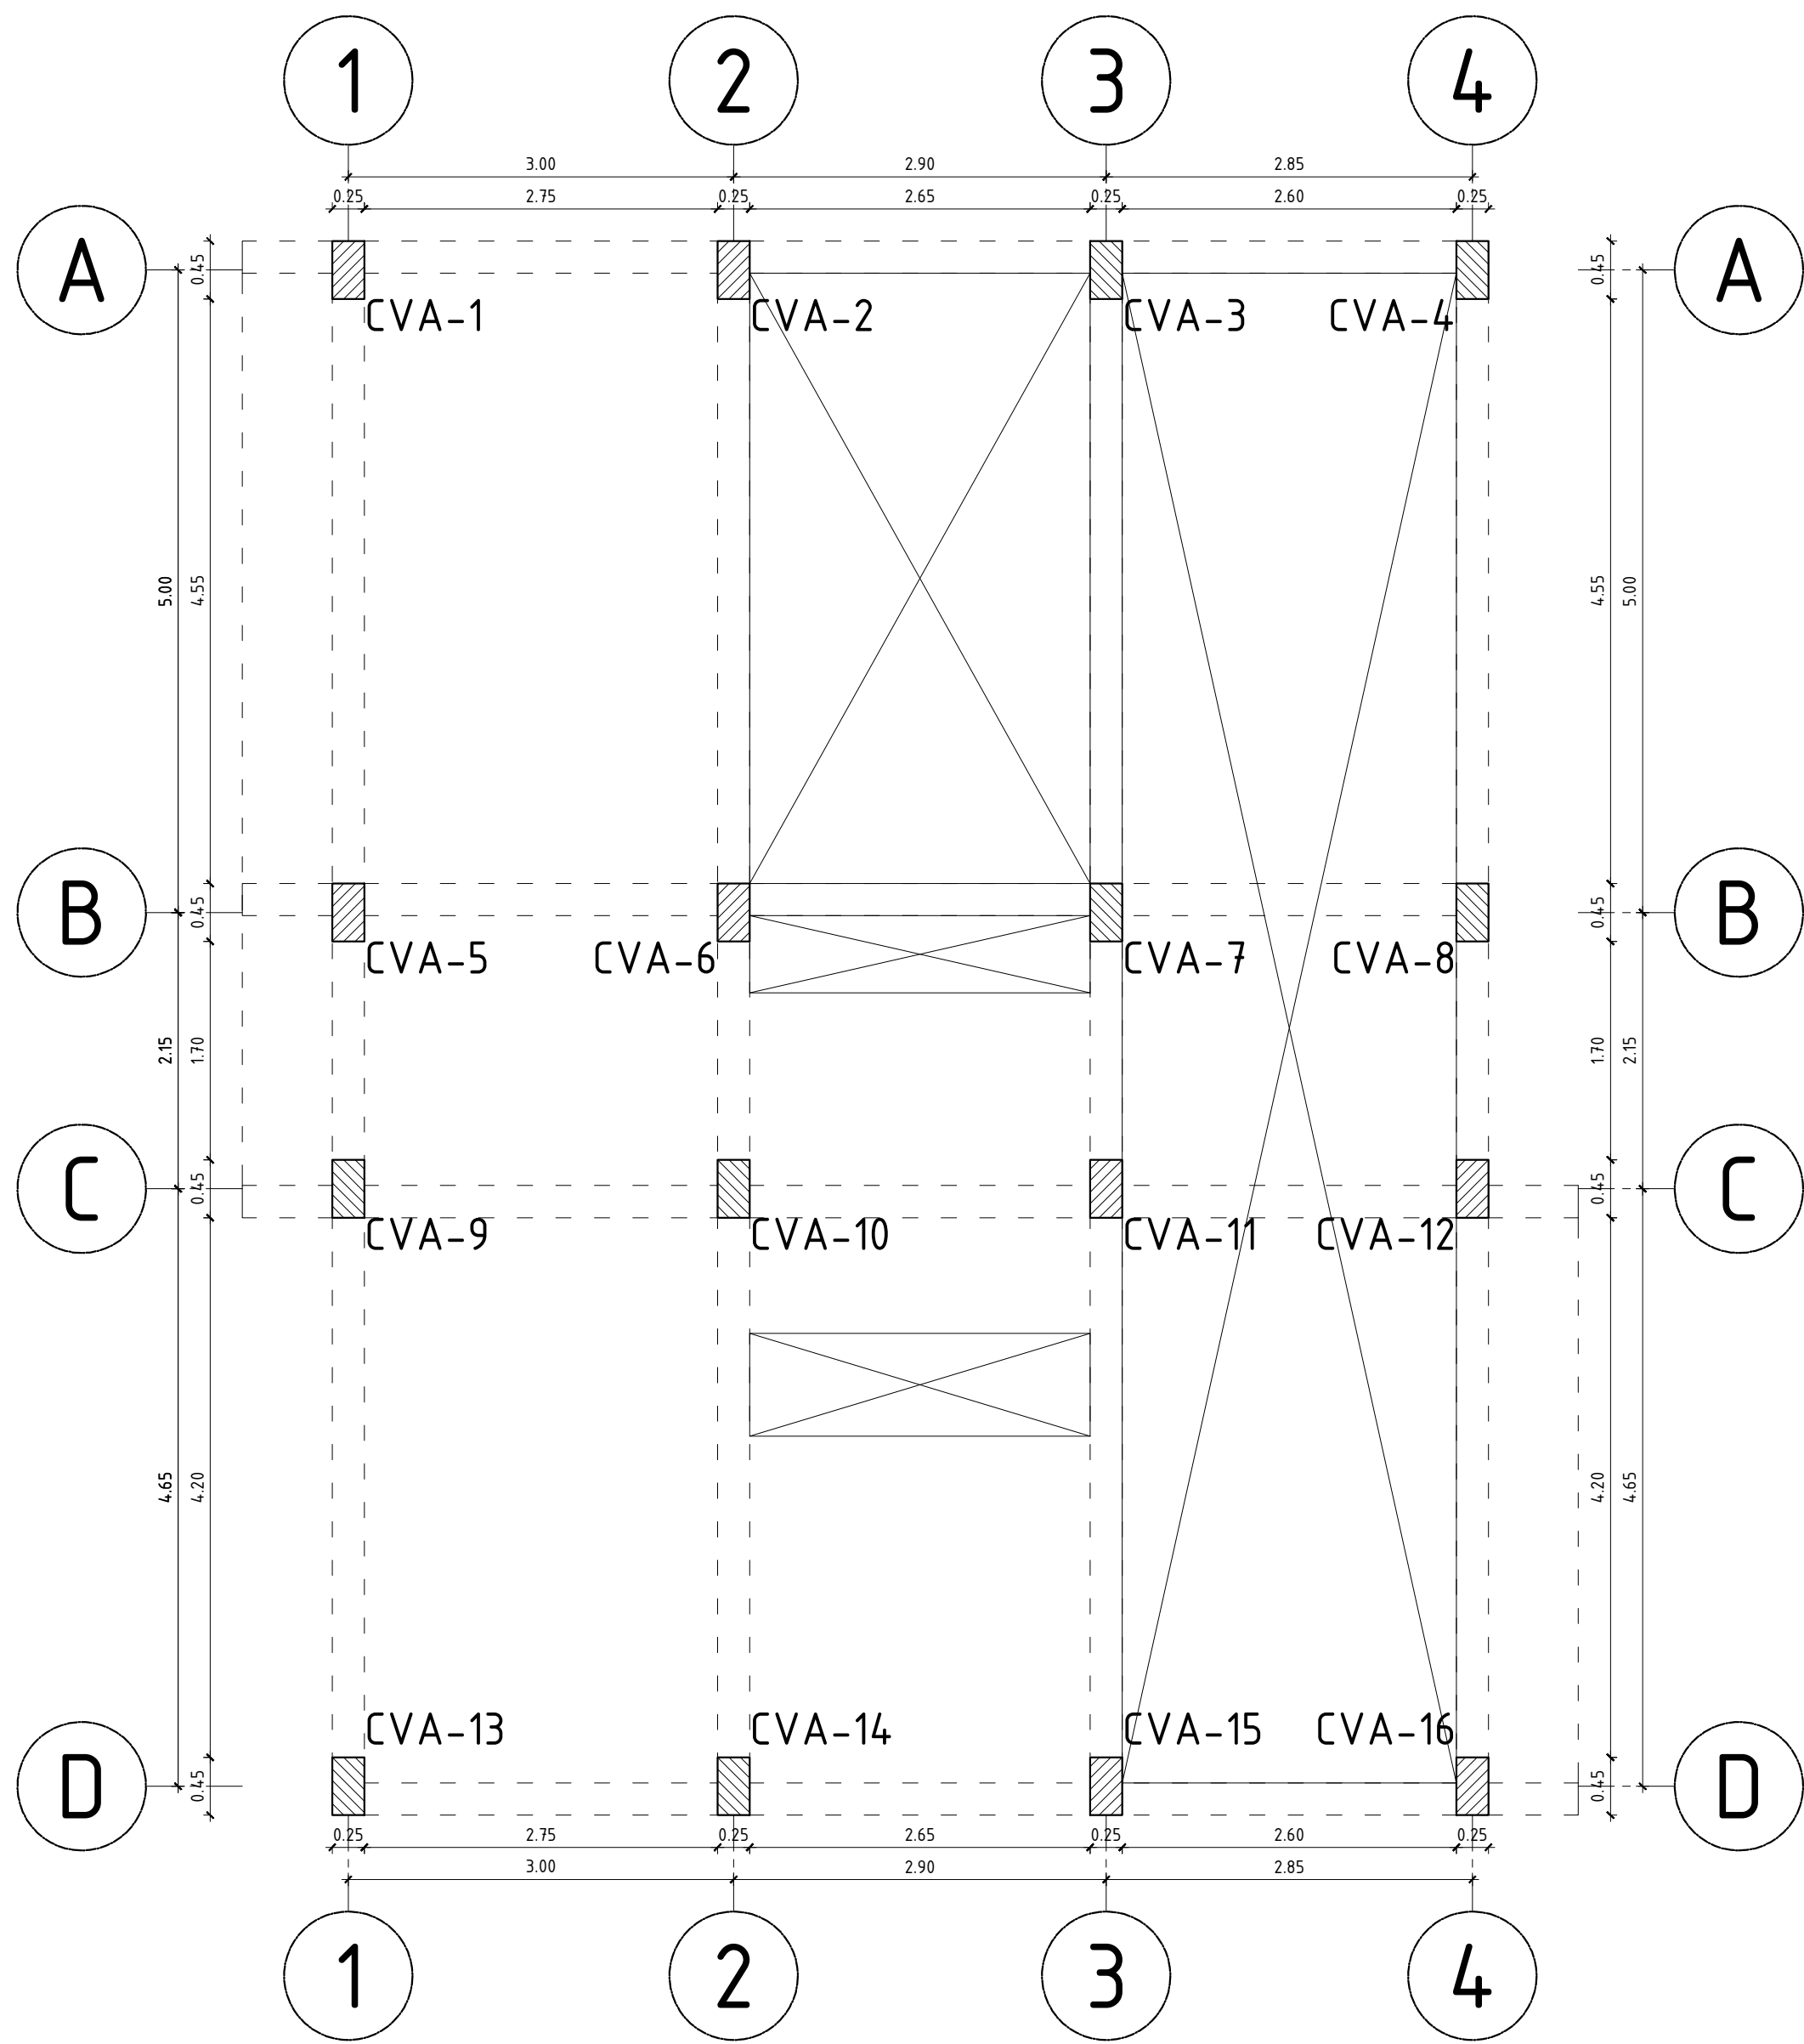 1 2 3 4
3.00 2.90 2.85
0.25 2.75 0.25 2.65 0.25 2.60 0.25
A 0.45 0.45 A
CVA-1 CVA-2 CVA-3 CVA-4
5.00 4.55 4.55 5.00
B 0.45 0.45 B
CVA-5 CVA-6 CVA-7 CVA-8
2.15 1.70 1.70 2.15
C 0.45 0.45 C
CVA-9 CVA-10 CVA-11 CVA-12
4.65 4.20 4.20 4.65
CVA-13 CVA-14 CVA-15 CVA-16
D 0.45 0.45 D
0.25 2.75 0.25 2.65 0.25 2.60 0.25
3.00 2.90 2.85
1 2 3 4